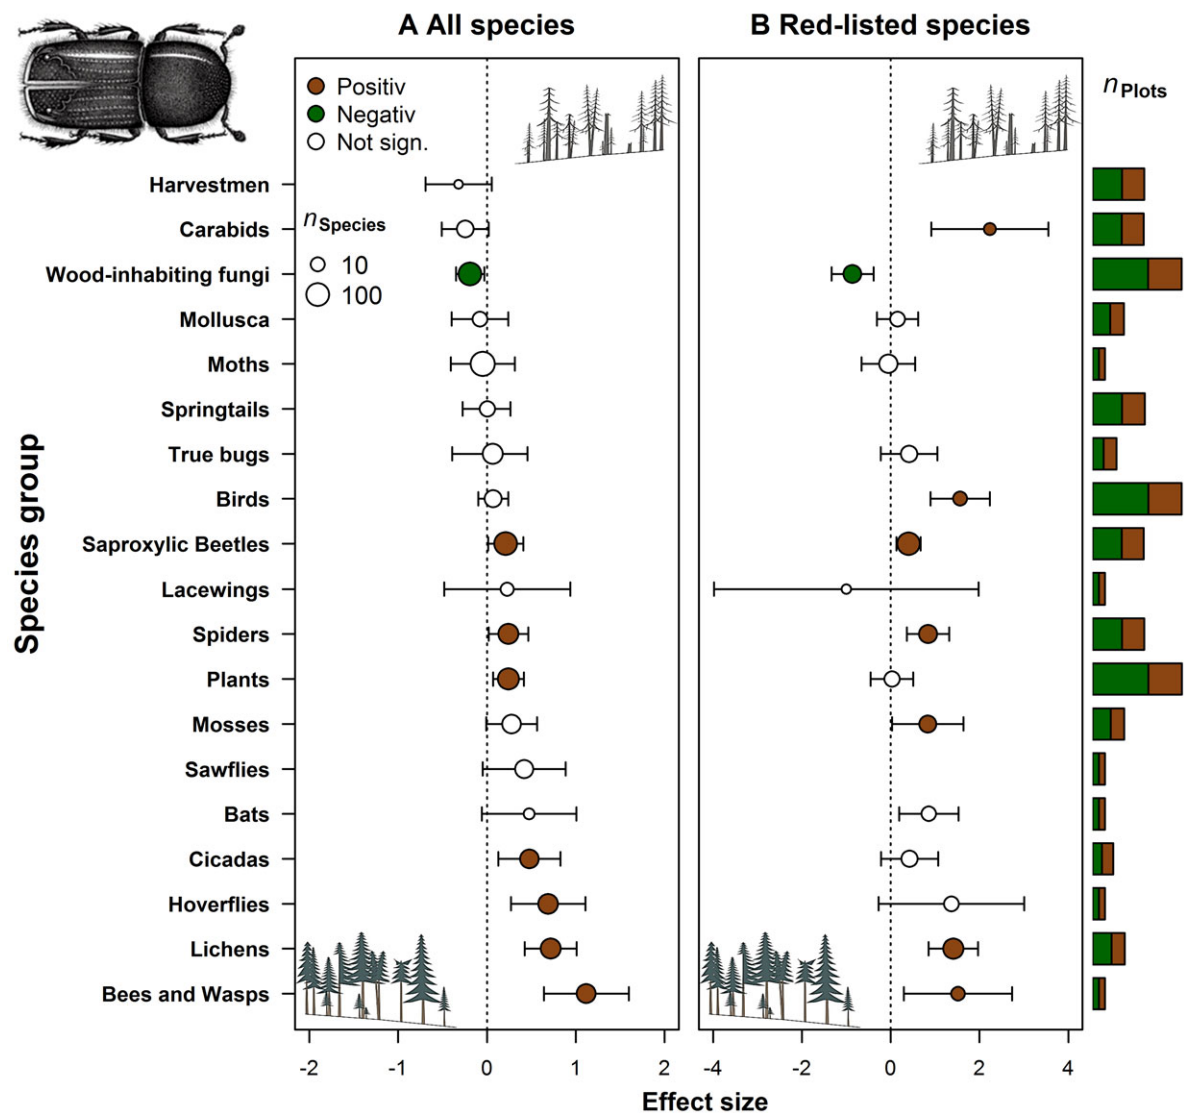 A All species
B Red-listed species
Positiv
Negativ
Not sign.
nPlots
Harvestmen
nSpecies
Carabids
10
Wood-inhabiting fungi
100
Mollusca
Moths
Springtails
True bugs
Birds
Saproxylic Beetles
Lacewings
Spiders
Plants
Mosses
Sawflies
Bats
Cicadas
Hoverflies
Lichens
Bees and Wasps
Species group
-2 -1 0 1 2
-4 -2 0 2 4
Effect size